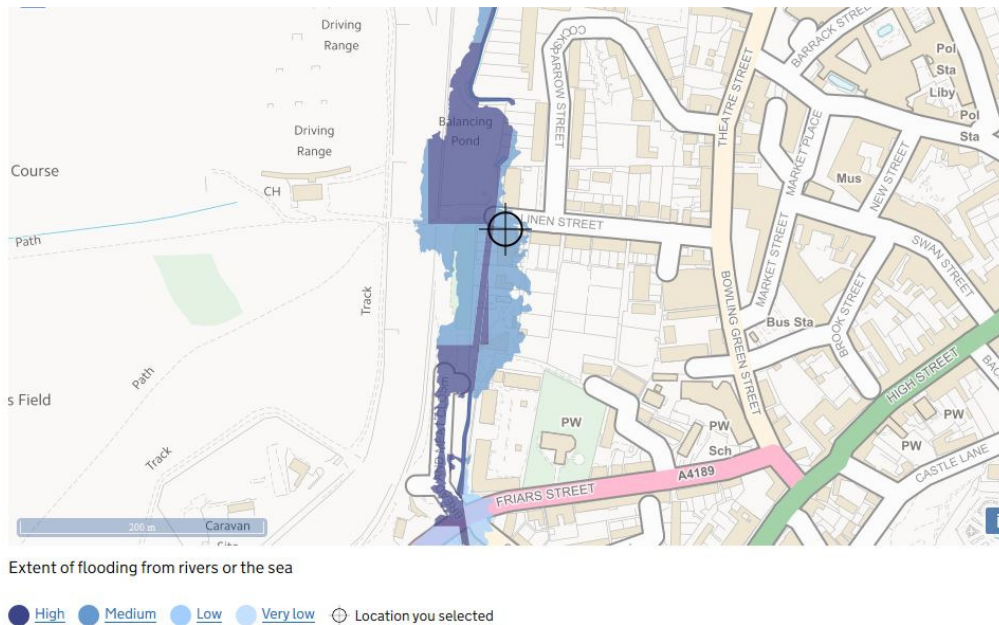 Driving
Range
Driving
Range
Balancing
Pond
COCKSPARROW STREET
THEATRE STREET
BARRACK STREET
Pol
Sta
Liby
Pol
Sta
Course
CH
Mus
MARKET PLACE
NEW STREET
Path
LINEN STREET
SWAN STREET
Track
BOWLING GREEN STREET
MARKET STREET
Bus Sta
BROOK STREET
HIGH STREET
Path
s Field
PW
PW
Sch
PW
PW
CASTLE LANE
Track
A4189
FRIARS STREET
200 m
Caravan
Extent of flooding from rivers or the sea
High Medium Low Very low Location you selected